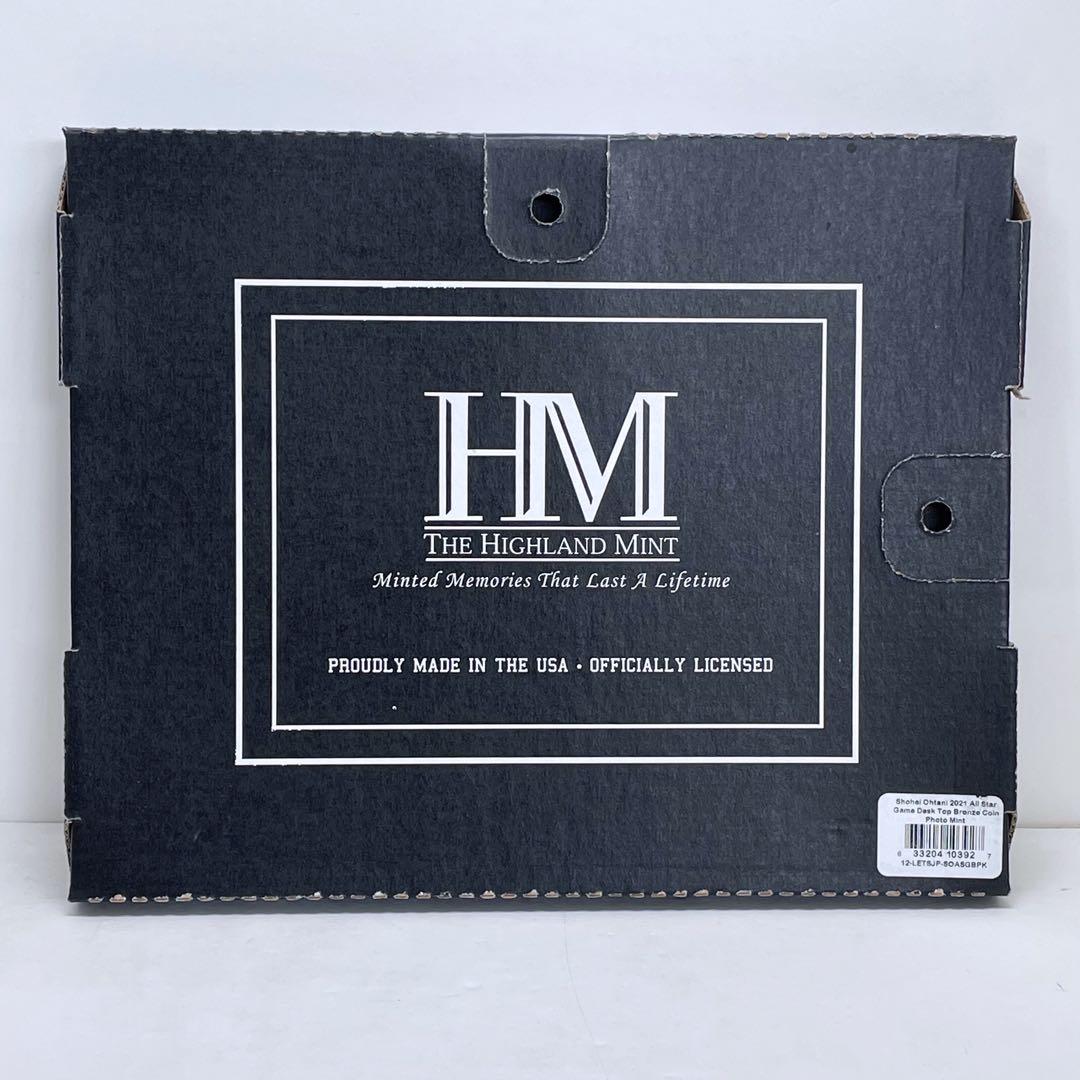 HM
THE HIGHLAND MINT
Minted Memories That Last A Lifetime
PROUDLY MADE IN THE USA • OFFICIALLY LICENSED
Shohei Ohtani 2021 All Star
Game Desk Top Bronze Coin
Photo Mint
6 33204 10392 7
12-LETSJP-SOASGBPK